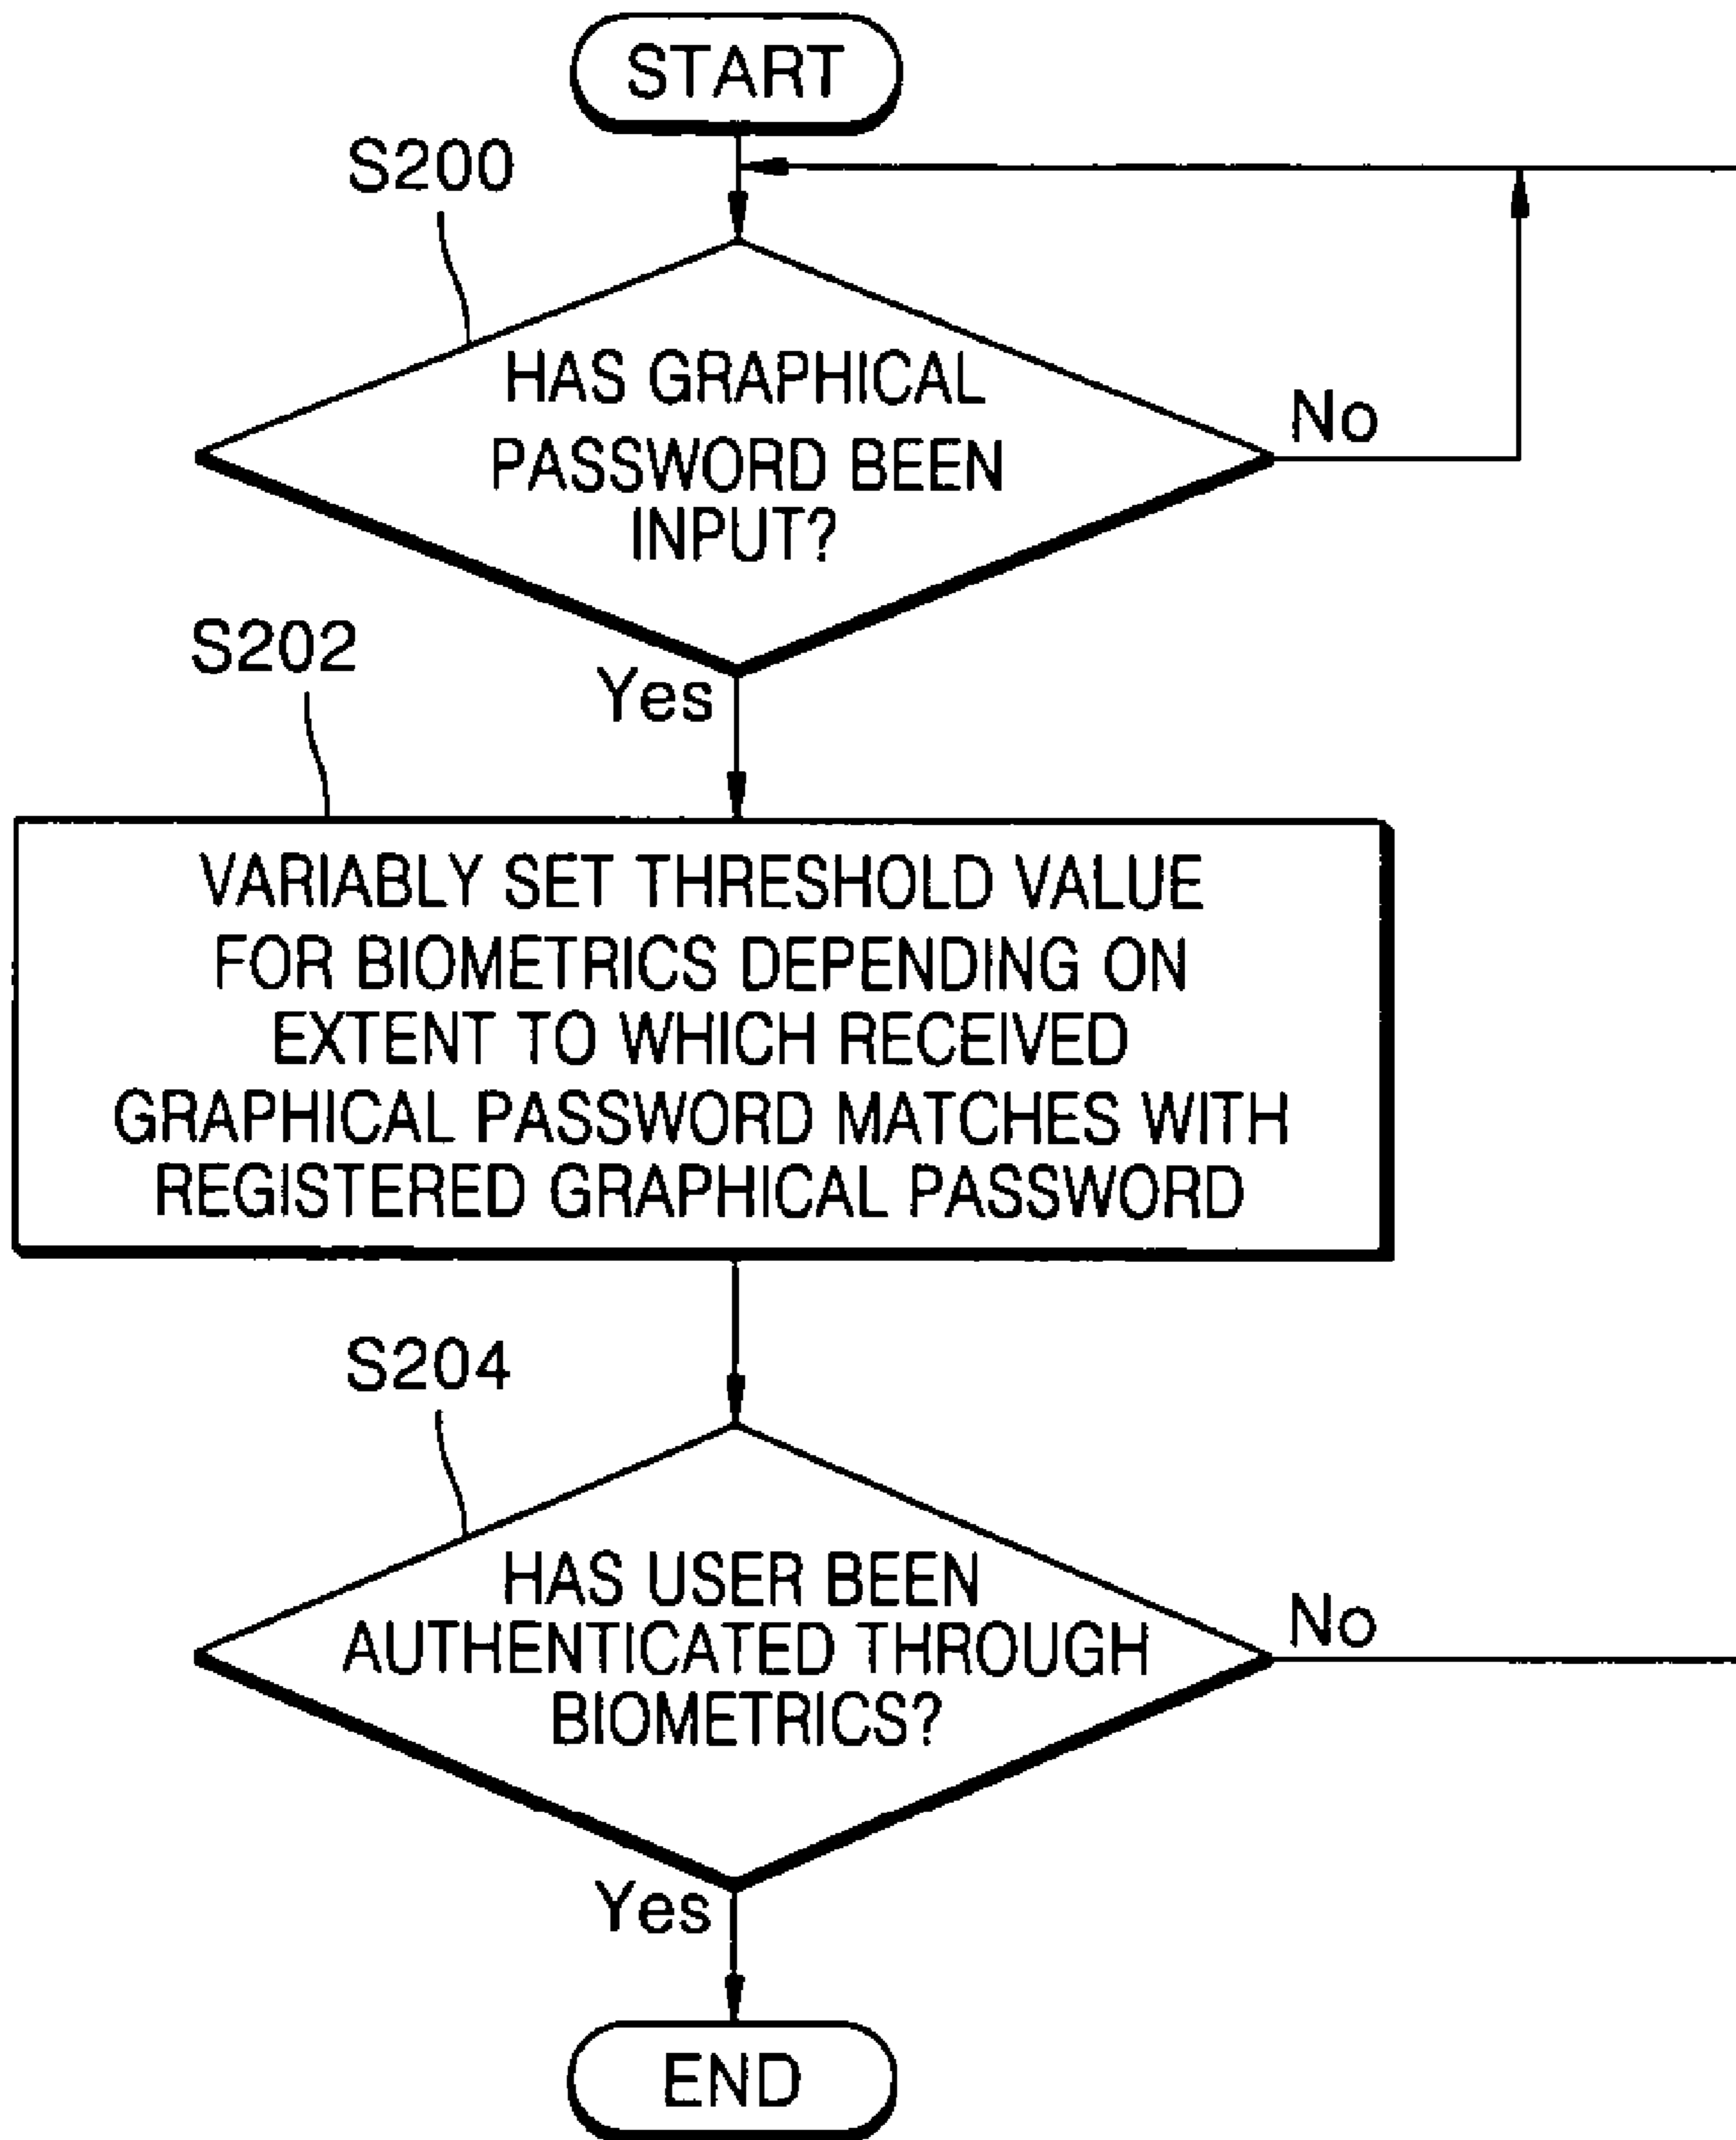 START
S200
HAS GRAPHICAL
PASSWORD BEEN
INPUT?
No
S202
Yes
VARIABLY SET THRESHOLD VALUE
FOR BIOMETRICS DEPENDING ON
EXTENT TO WHICH RECEIVED
GRAPHICAL PASSWORD MATCHES WITH
REGISTERED GRAPHICAL PASSWORD
S204
HAS USER BEEN
AUTHENTICATED THROUGH
BIOMETRICS?
No
Yes
END